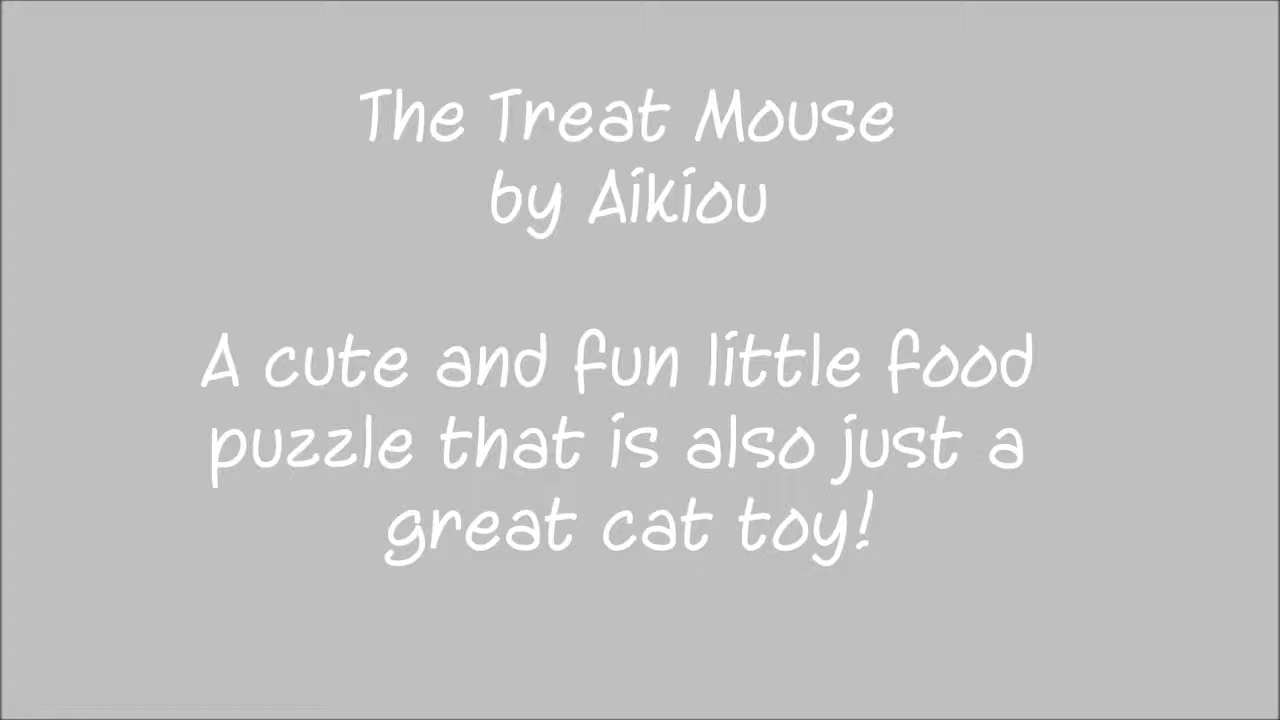 The Treat Mouse
by Aikiou
A cute and fun little food
puzzle that is also just a
great cat toy!